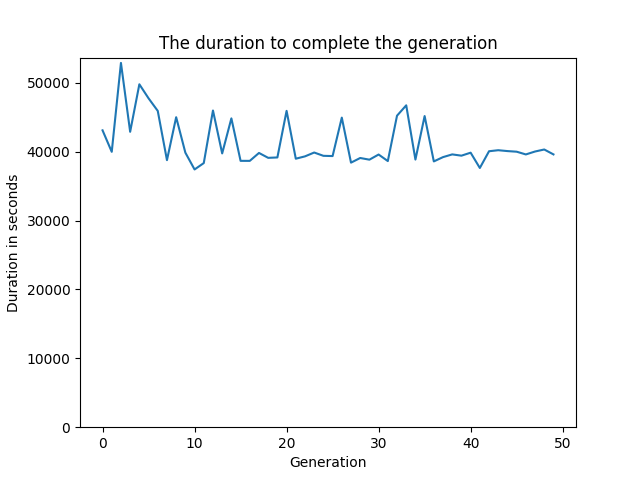 The duration to complete the generation
50000
40000
30000
20000
10000
0
Duration in seconds
0 10 20 30 40 50
Generation